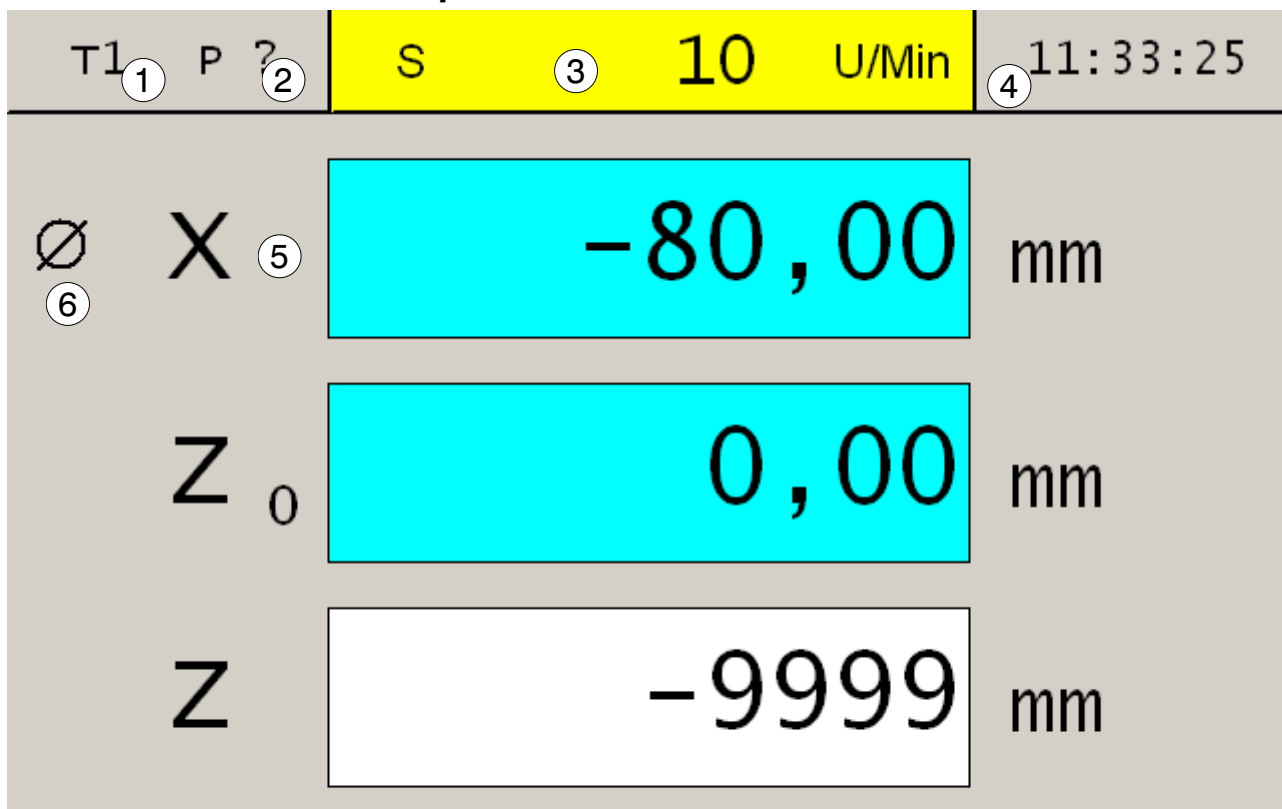 T1 ① P ? ② S ③ 10 U/Min ④ 11:33:25
∅ X ⑤ -80,00 mm
⑥
Z 0 0,00 mm
Z -9999 mm